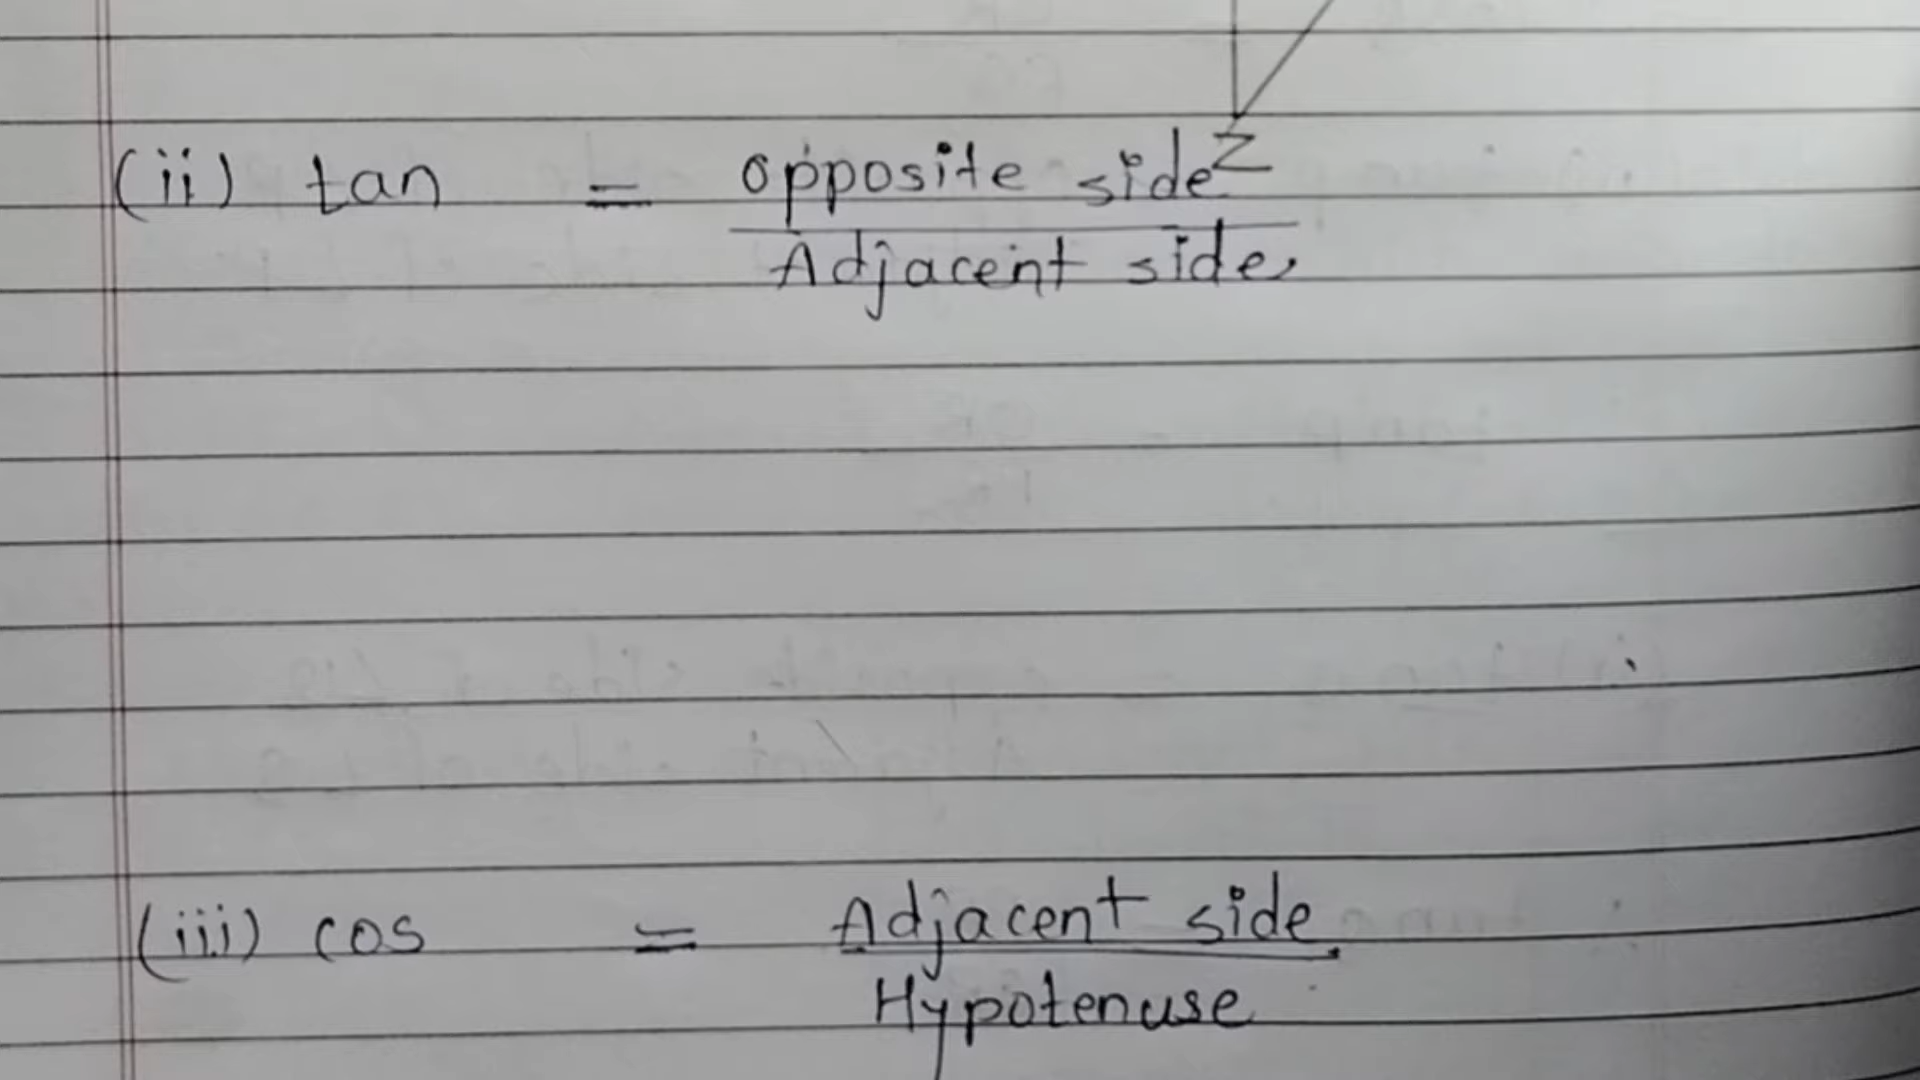 Z
(ii) tan = opposite side
Adjacent side
(iii) cos = Adjacent side
Hypotenuse